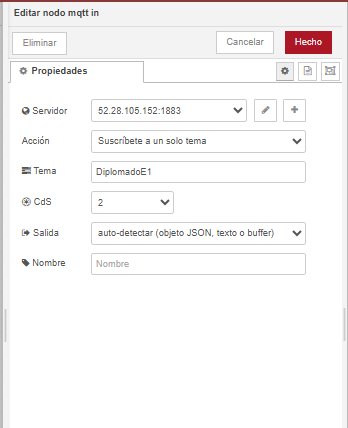 Editar nodo mqtt in
Eliminar
Cancelar
Hecho
Propiedades
Servidor
52.28.105.152:1883
Acción
Suscríbete a un solo tema
Tema
DiplomadoE1
CdS
2
Salida
auto-detectar (objeto JSON, texto o buffer)
Nombre
Nombre